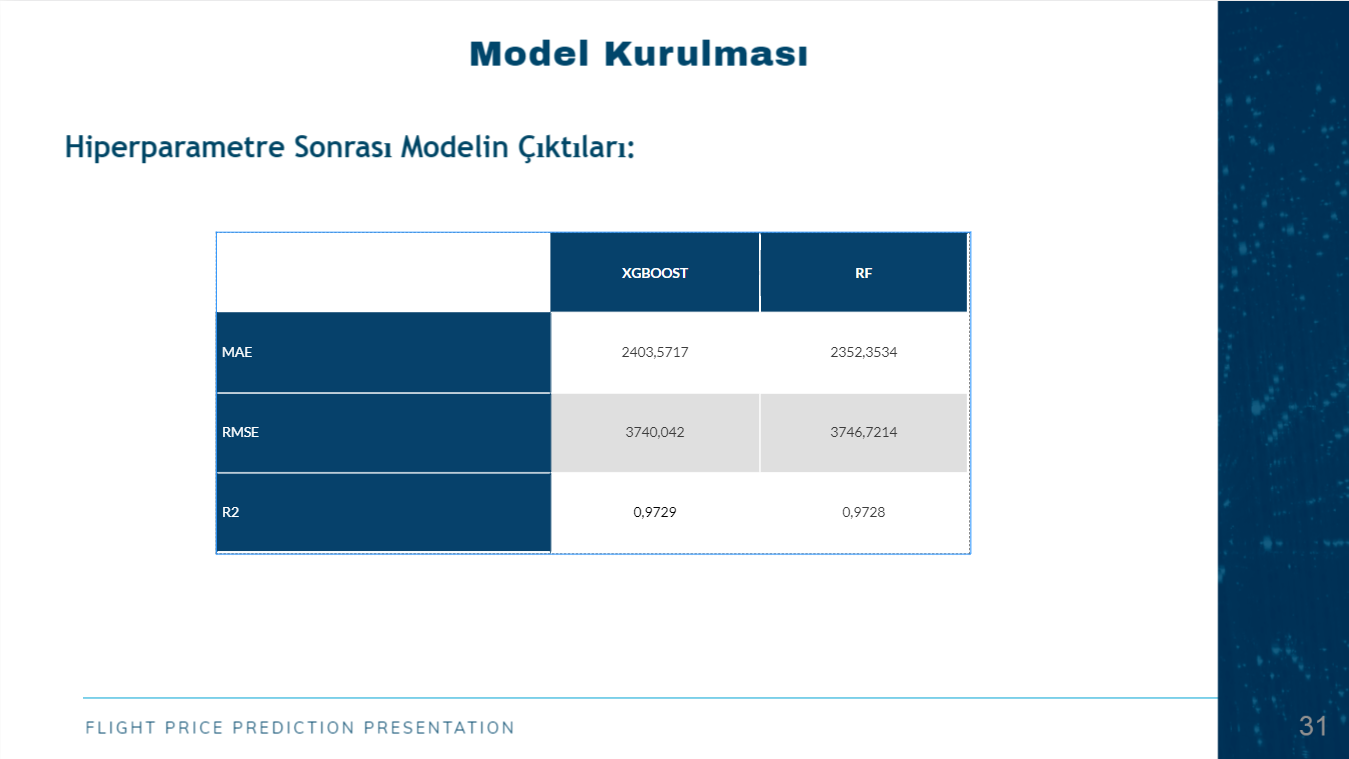 Model Kurulması
Hiperparametre Sonrası Modelin Çıktıları:
XGBOOST RF
MAE 2403,5717 2352,3534
RMSE 3740,042 3746,7214
R2 0,9729 0,9728
FLIGHT PRICE PREDICTION PRESENTATION
31